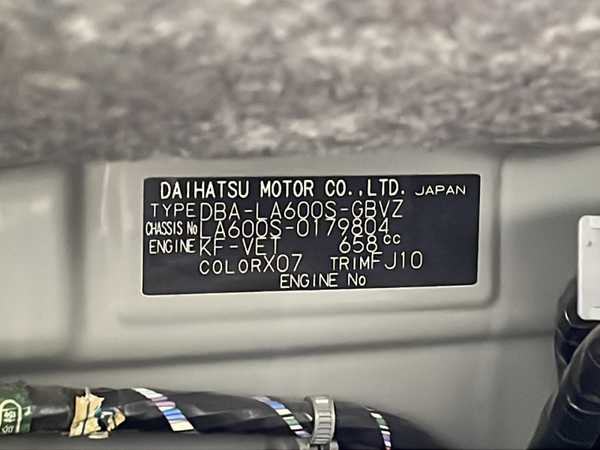 DAIHATSU MOTOR CO.,LTD. JAPAN
TYPE DBA-LA600S-GBVZ
CHASSIS No LA600S-0179804
ENGINE KF-VET 658cc
COLOR X07 TRIM FJ10
ENGINE No